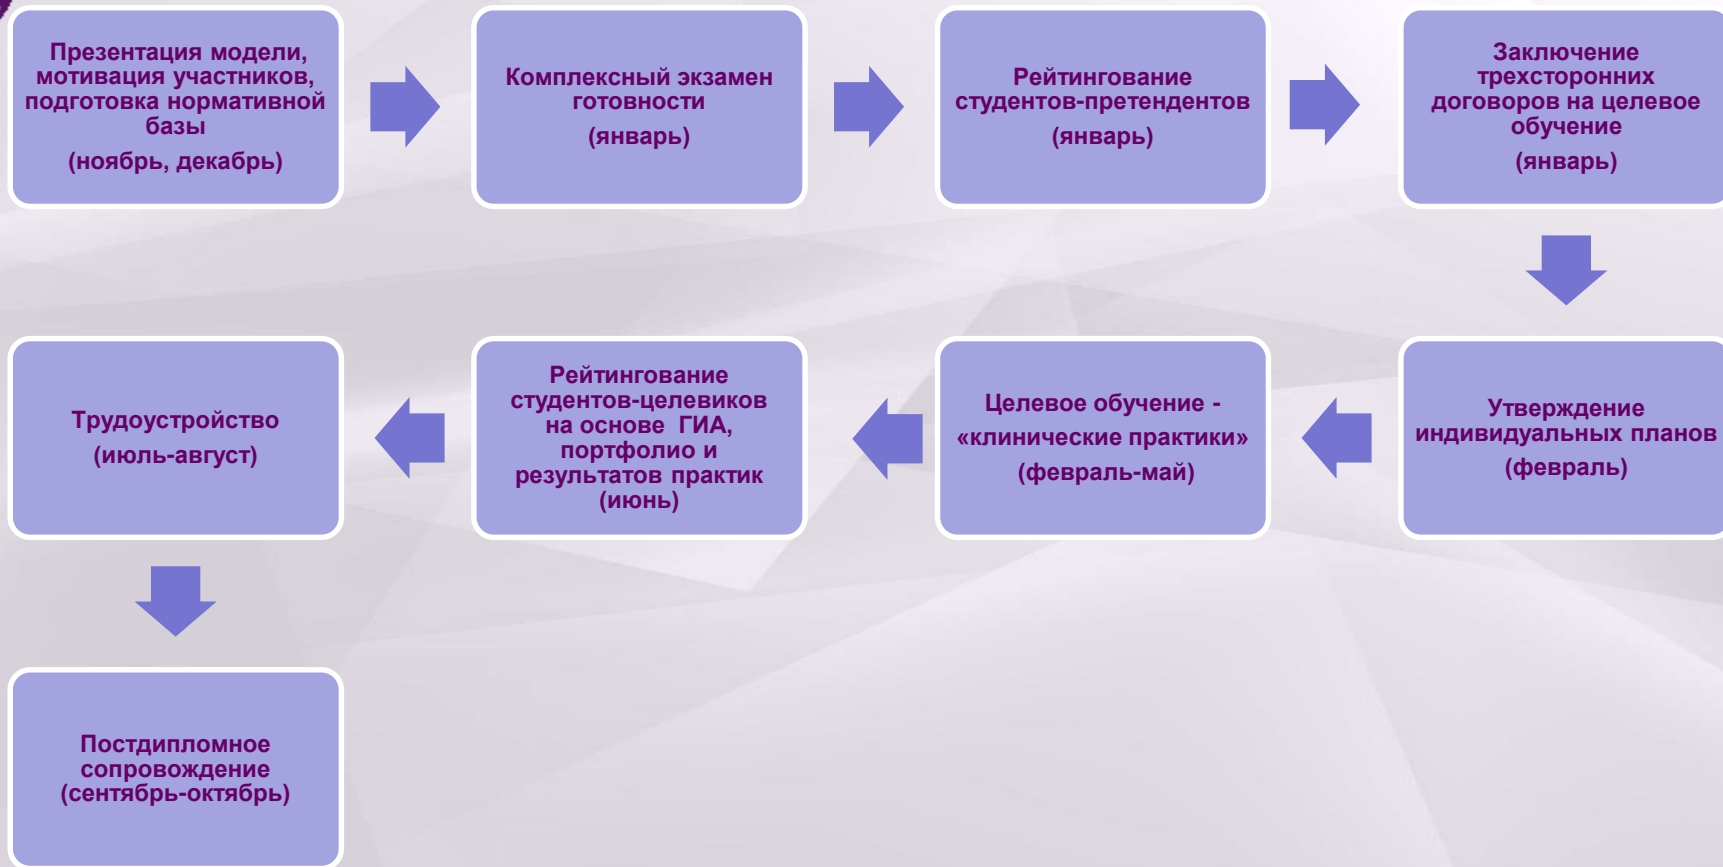 Презентация модели,
мотивация участников,
подготовка нормативной
базы
(ноябрь, декабрь)
Комплексный экзамен
готовности
(январь)
Рейтингование
студентов-претендентов
(январь)
Заключение
трехсторонних
договоров на целевое
обучение
(январь)
Утверждение
индивидуальных планов
(февраль)
Целевое обучение -
«клинические практики»
(февраль-май)
Рейтингование
студентов-целевиков
на основе ГИА,
портфолио и
результатов практик
(июнь)
Трудоустройство
(июль-август)
Постдипломное
сопровождение
(сентябрь-октябрь)